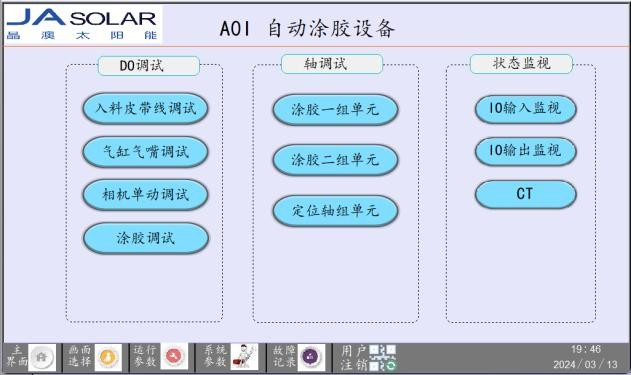 JA SOLAR
晶 澳 太 阳 能
AOI 自动涂胶设备
DO调试
入料皮带线调试
气缸气嘴调试
相机单动调试
涂胶调试
轴调试
涂胶一组单元
涂胶二组单元
定位轴组单元
状态监视
IO输入监视
IO输出监视
CT
主
界面
画面
选择
运行
参数
系统
参数
故障
记录
用户
注销
19:46
2024/03/13